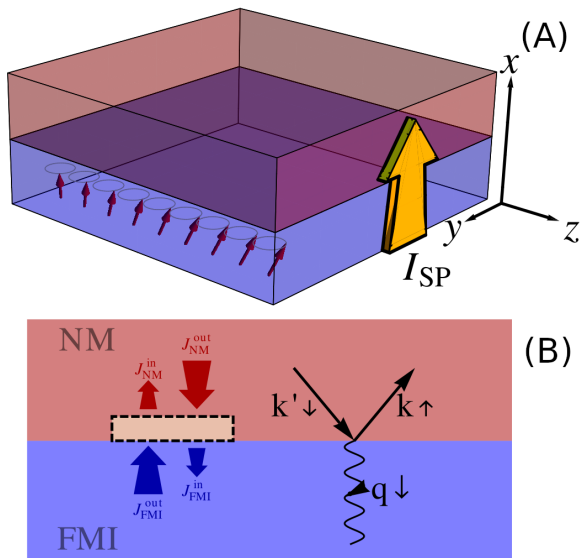 (A)
x
y
z
I_SP
(B)
NM
J_NM^in J_NM^out
k'↓ k↑
q↓
J_FMI^out J_FMI^in
FMI